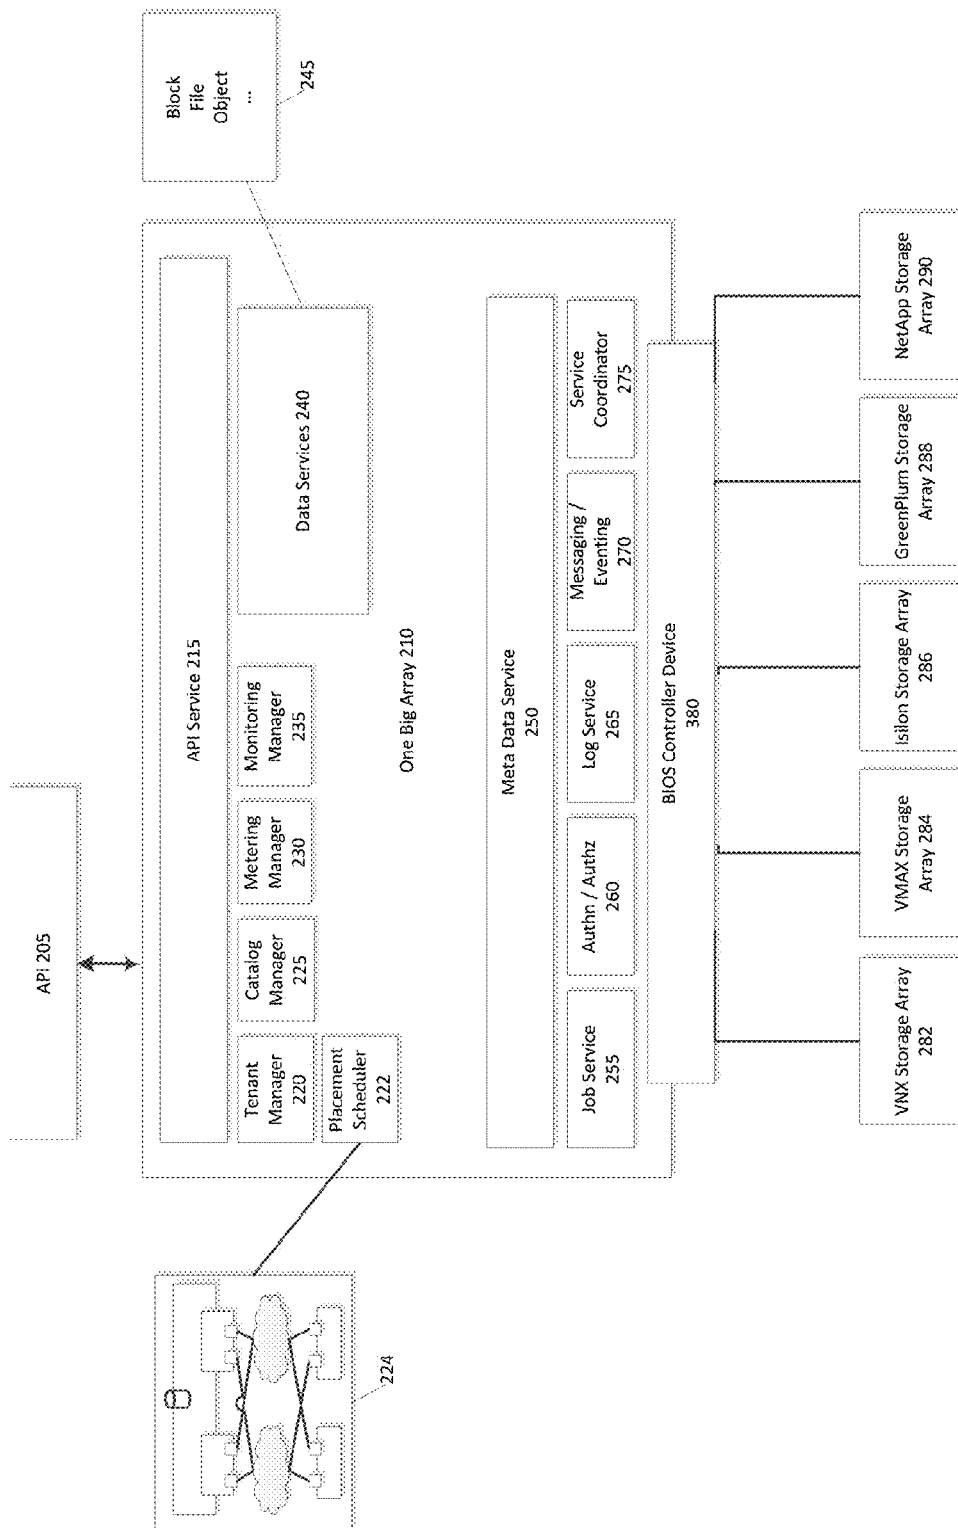 API 205
Block
File
Object
...
245
API Service 215
Tenant
Manager
220
Catalog
Manager
225
Metering
Manager
230
Monitoring
Manager
235
Data Services 240
Placement
Scheduler
222
224
One Big Array 210
Meta Data Service
250
Job Service
255
Authn / Authz
260
Log Service
265
Messaging /
Eventing
270
Service
Coordinator
275
BIOS Controller Device
380
VNX Storage Array
282
VMAX Storage
Array 284
Isilon Storage Array
286
GreenPlum Storage
Array 288
NetApp Storage
Array 290